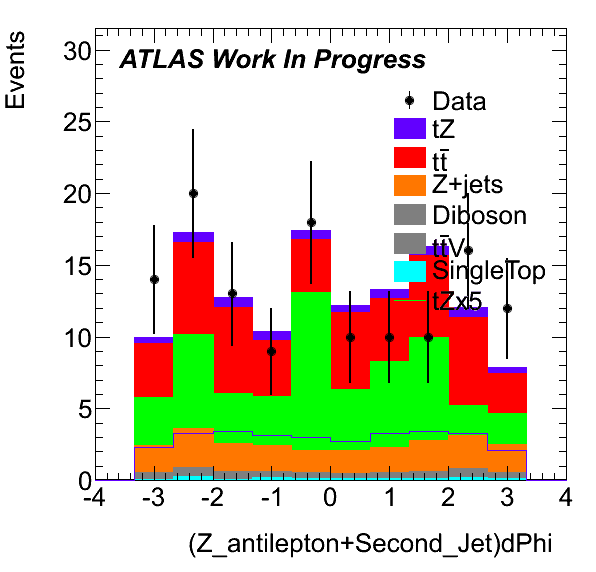 Events
ATLAS Work In Progress
Data
tZ
tt̄
Z+jets
Diboson
tt̄V
SingleTop
tZx5
30
25
20
15
10
5
0
-4 -3 -2 -1 0 1 2 3 4
(Z_antilepton+Second_Jet)dPhi